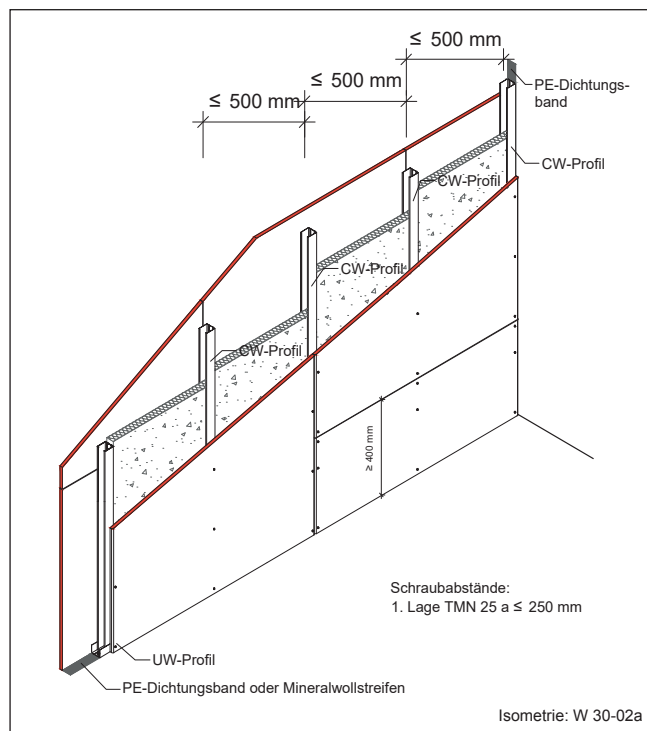 ≤ 500 mm
≤ 500 mm
≤ 500 mm
PE-Dichtungs-
band
CW-Profil
CW-Profil
CW-Profil
CW-Profil
≥ 400 mm
Schraubabstände:
1. Lage TMN 25 a ≤ 250 mm
UW-Profil
PE-Dichtungsband oder Mineralwollstreifen
Isometrie: W 30-02a